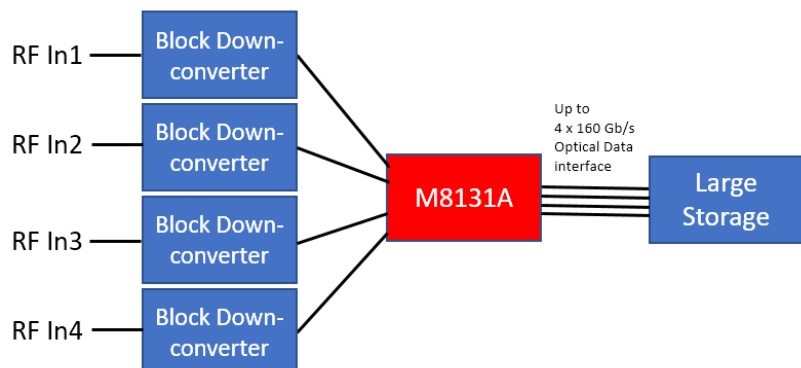 RF In1
Block Down-
converter
RF In2
Block Down-
converter
RF In3
Block Down-
converter
RF In4
Block Down-
converter
M8131A
Up to
4 x 160 Gb/s
Optical Data
interface
Large
Storage